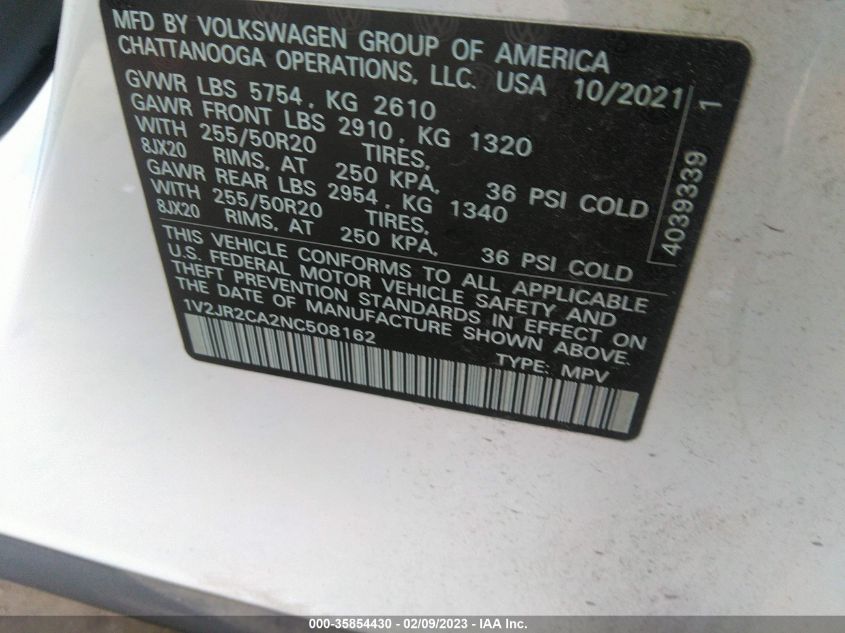 MFD BY VOLKSWAGEN GROUP OF AMERICA
CHATTANOOGA OPERATIONS, LLC. USA 10/2021
GVWR LBS 5754, KG 2610
GAWR FRONT LBS 2910, KG 1320
WITH 255/50R20 TIRES,
8JX20 RIMS, AT 250 KPA, 36 PSI COLD
GAWR REAR LBS 2954, KG 1340
WITH 255/50R20 TIRES,
8JX20 RIMS, AT 250 KPA, 36 PSI COLD
THIS VEHICLE CONFORMS TO ALL APPLICABLE
U.S. FEDERAL MOTOR VEHICLE SAFETY AND
THEFT PREVENTION STANDARDS IN EFFECT ON
THE DATE OF MANUFACTURE SHOWN ABOVE.
1V2JR2CA2NC508162 TYPE: MPV
4039339 1
000-35854430 - 02/09/2023 - IAA Inc.